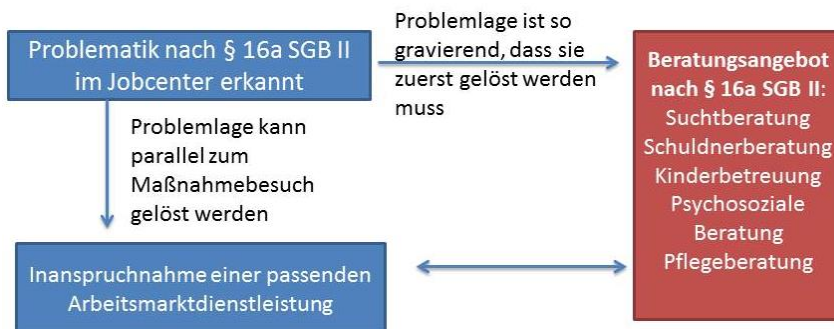 Problematik nach § 16a SGB II
im Jobcenter erkannt
Problemlage ist so
gravierend, dass sie
zuerst gelöst werden
muss
Beratungsangebot
nach § 16a SGB II:
Suchtberatung
Schuldnerberatung
Kinderbetreuung
Psychosoziale
Beratung
Pflegeberatung
Problemlage kann
parallel zum
Maßnahmebesuch
gelöst werden
Inanspruchnahme einer passenden
Arbeitsmarktdienstleistung